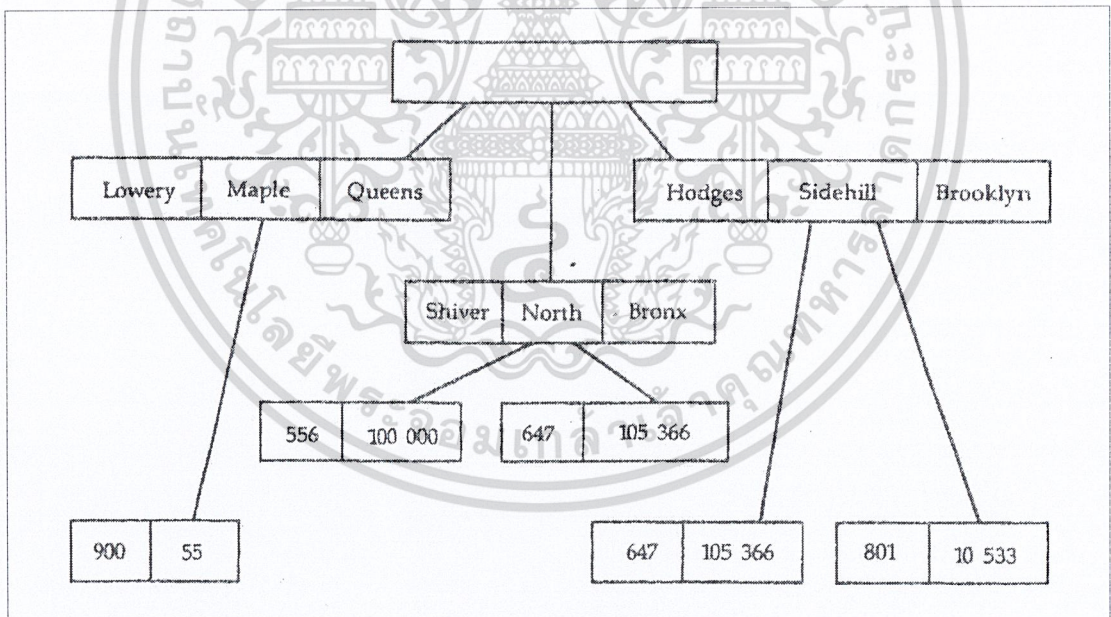 Lowery Maple Queens
Hodges Sidehill Brooklyn
Shiver North Bronx
556 100 000
647 105 366
900 55
647 105 366
801 10 533